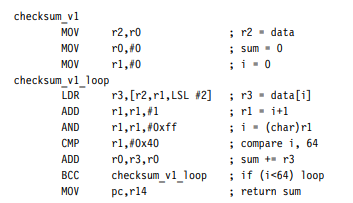 checksum_v1
MOV r2,r0 ; r2 = data
MOV r0,#0 ; sum = 0
MOV r1,#0 ; i = 0
checksum_v1_loop
LDR r3,[r2,r1,LSL #2] ; r3 = data[i]
ADD r1,r1,#1 ; r1 = i+1
AND r1,r1,#0xff ; i = (char)r1
CMP r1,#0x40 ; compare i, 64
ADD r0,r3,r0 ; sum += r3
BCC checksum_v1_loop ; if (i<64) loop
MOV pc,r14 ; return sum